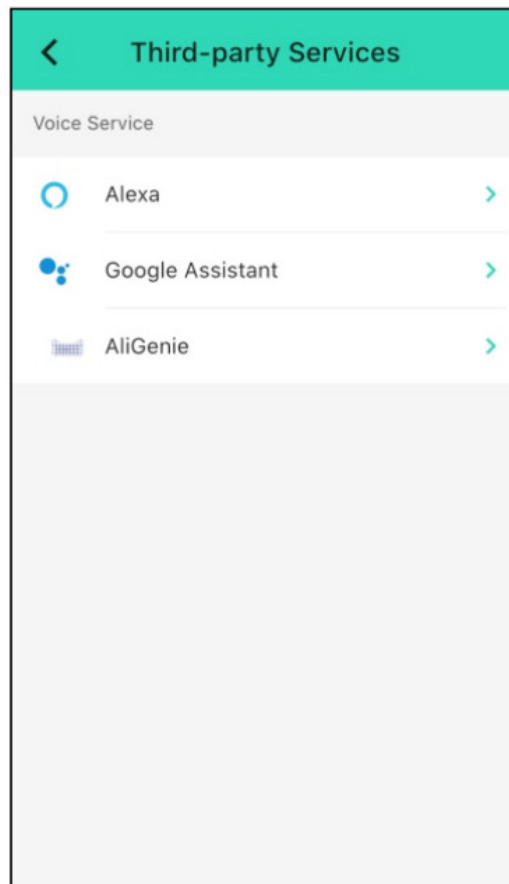 Third-party Services
Voice Service
Alexa
Google Assistant
AliGenie